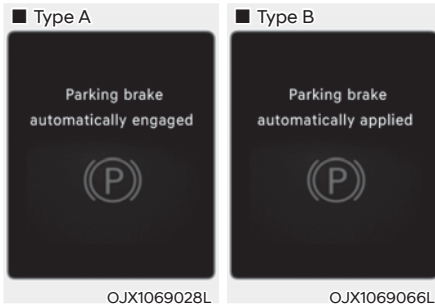 ■ Type A
Parking brake
automatically engaged
(P)
OJX1069028L
■ Type B
Parking brake
automatically applied
(P)
OJX1069066L